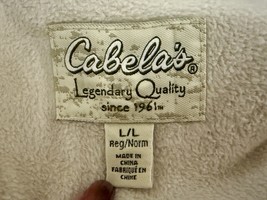 Cabela's®
Legendary Quality
since 1961™
L/L
Reg/Norm
MADE IN
CHINA
FABRIQUÉ EN
CHINE